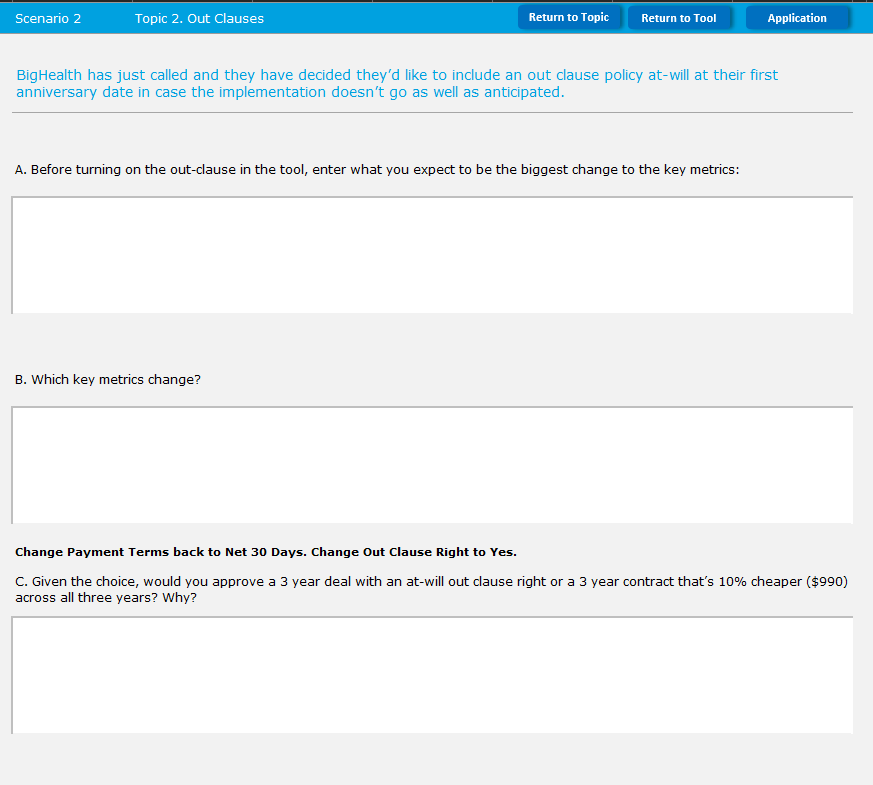 Scenario 2 Topic 2. Out Clauses Return to Topic Return to Tool Application
BigHealth has just called and they have decided they'd like to include an out clause policy at-will at their first
anniversary date in case the implementation doesn't go as well as anticipated.
A. Before turning on the out-clause in the tool, enter what you expect to be the biggest change to the key metrics:
B. Which key metrics change?
Change Payment Terms back to Net 30 Days. Change Out Clause Right to Yes.
C. Given the choice, would you approve a 3 year deal with an at-will out clause right or a 3 year contract that's 10% cheaper ($990)
across all three years? Why?